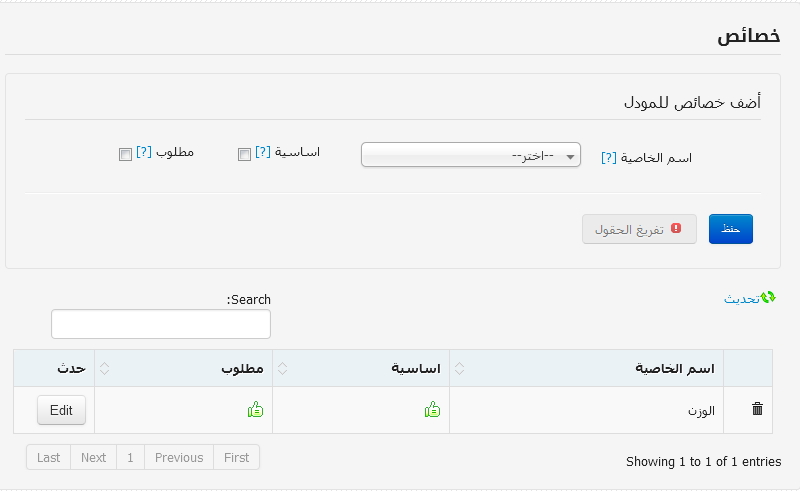 خصائص
أضف خصائص للمودل
اسم الخاصية [?] --اختر-- اساسية [?] مطلوب [?]
حفظ تفريغ الحقول
تحديث
Search:
اسم الخاصية اساسية مطلوب حدث
الوزن Edit
Showing 1 to 1 of 1 entries
First Previous 1 Next Last